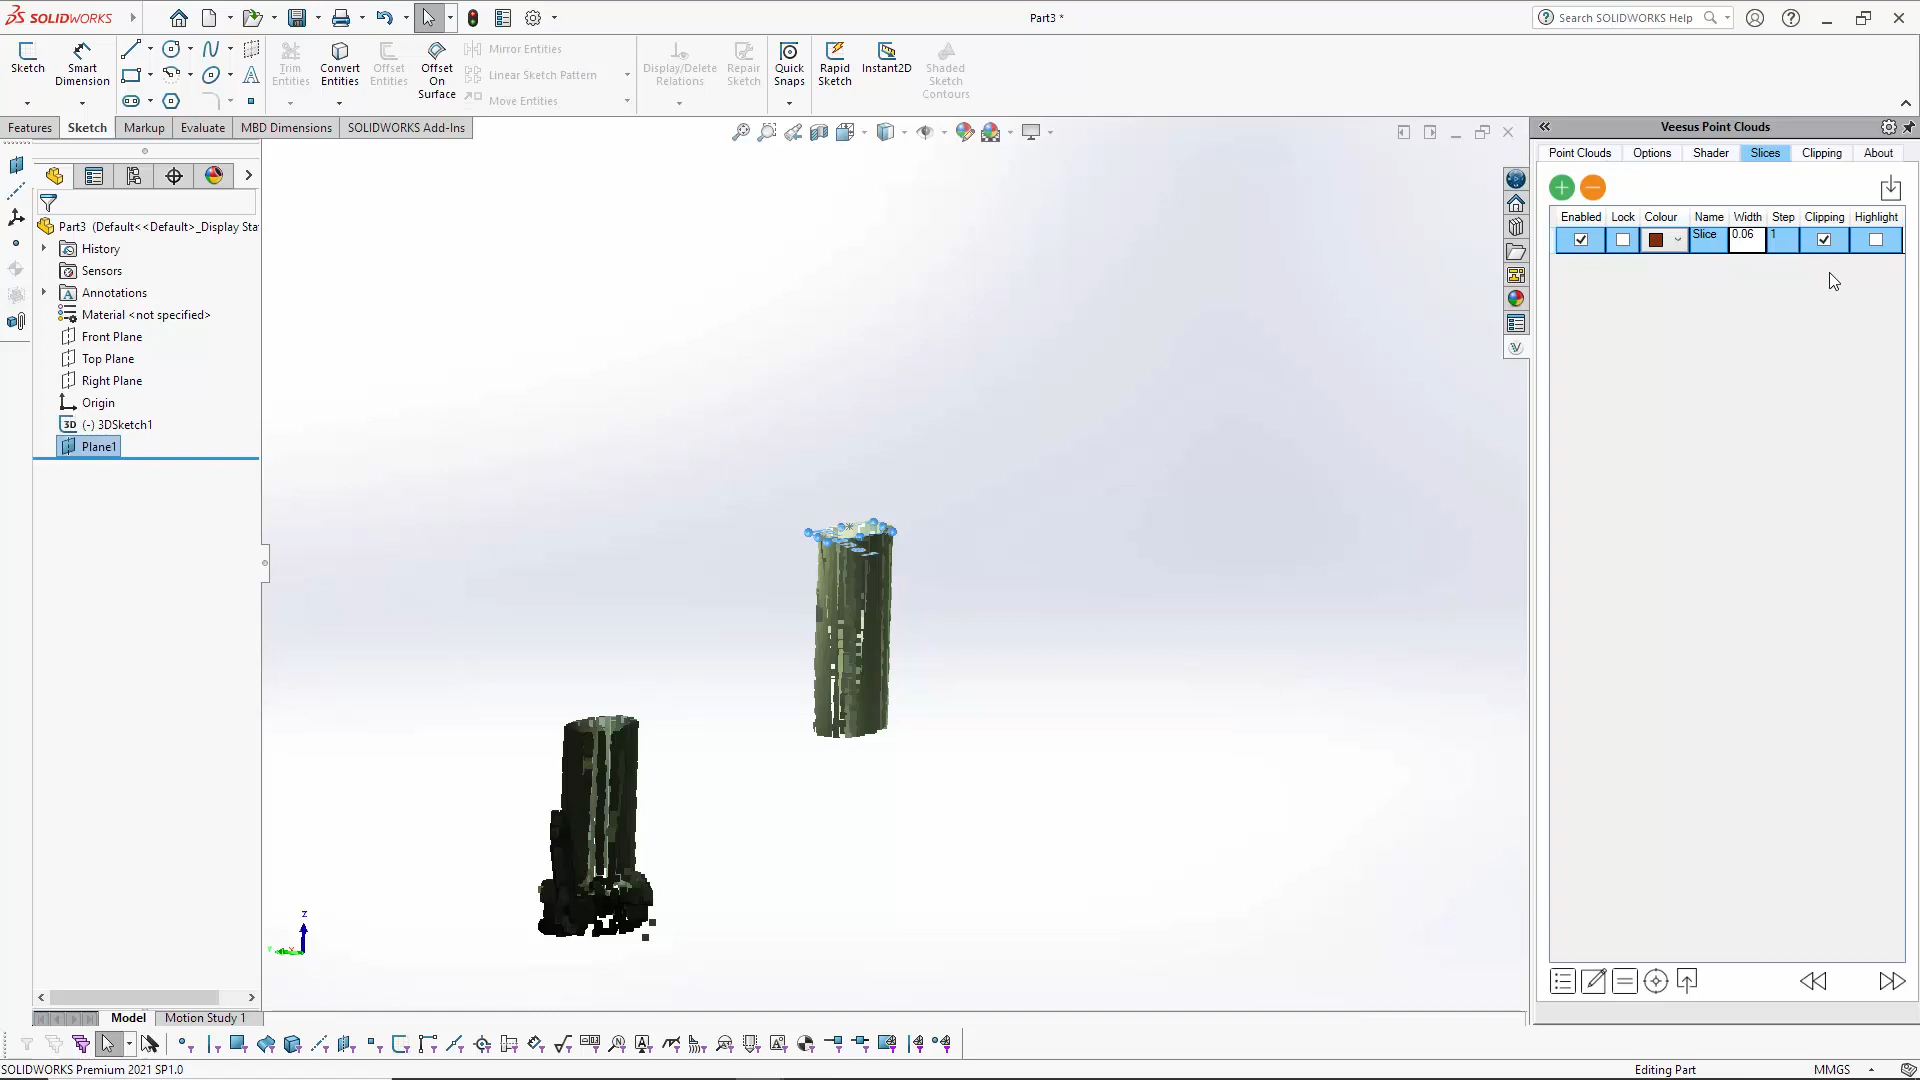 SOLIDWORKS
Part3 *
Search SOLIDWORKS Help
Sketch
Smart Dimension
Trim Entities
Convert Entities
Offset Entities
Offset On Surface
Mirror Entities
Linear Sketch Pattern
Move Entities
Display/Delete Relations
Repair Sketch
Quick Snaps
Rapid Sketch
Instant2D
Shaded Sketch Contours
Features
Sketch
Markup
Evaluate
MBD Dimensions
SOLIDWORKS Add-Ins
Part3 (Default<<Default>_Display Sta
History
Sensors
Annotations
Material <not specified>
Front Plane
Top Plane
Right Plane
Origin
3D (-) 3DSketch1
Plane1
Z
Y
X
Veesus Point Clouds
Point Clouds
Options
Shader
Slices
Clipping
About
Enabled Lock Colour Name Width Step Clipping Highlight
Slice 0.06 1
Model
Motion Study 1
SOLIDWORKS Premium 2021 SP1.0
Editing Part
MMGS